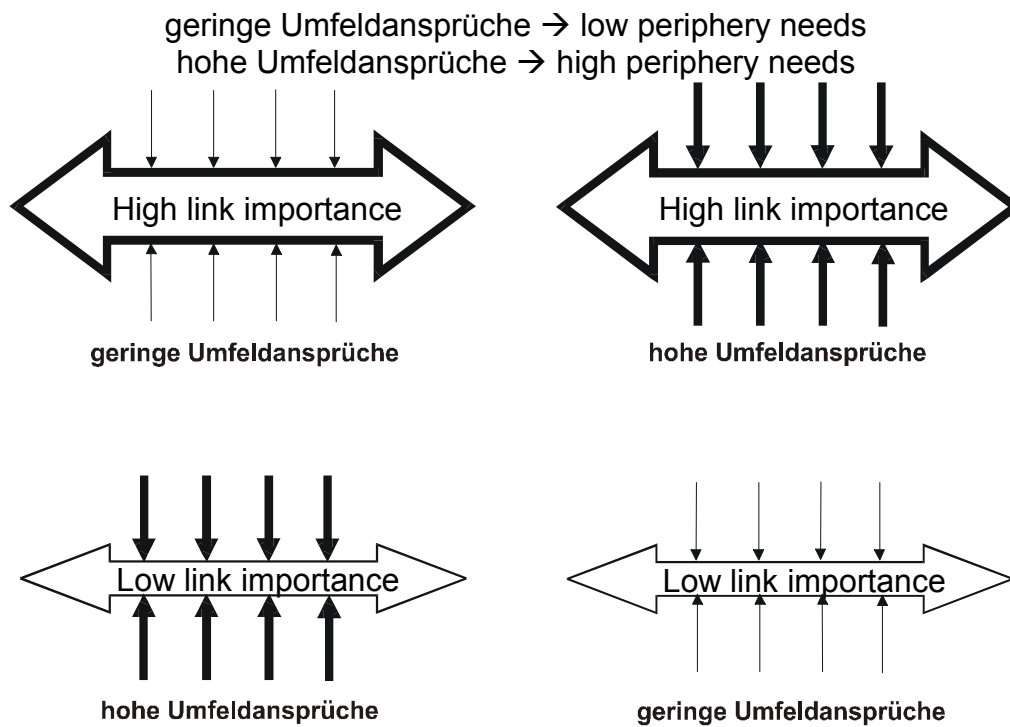 geringe Umfeldansprüche → low periphery needs
hohe Umfeldansprüche → high periphery needs
High link importance
High link importance
geringe Umfeldansprüche
hohe Umfeldansprüche
Low link importance
Low link importance
hohe Umfeldansprüche
geringe Umfeldansprüche